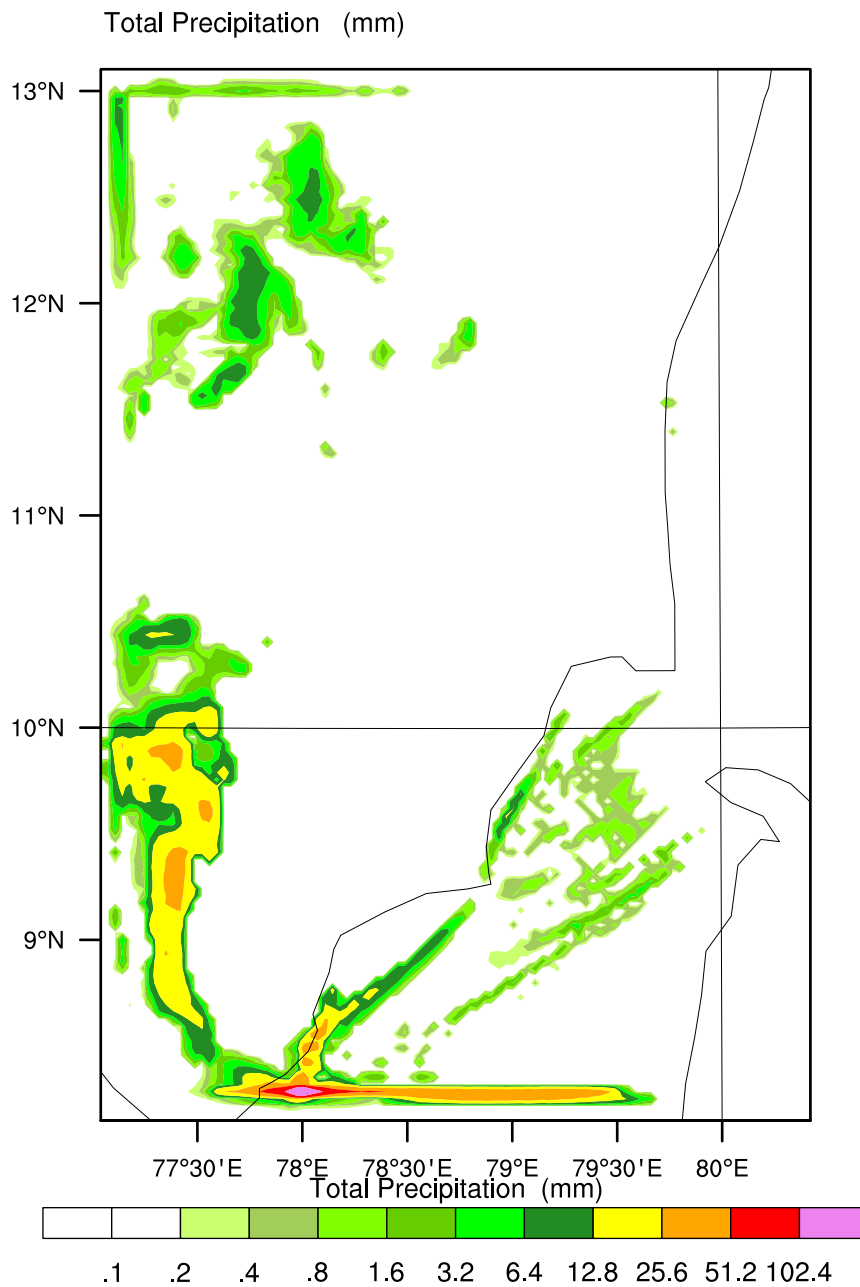 Total Precipitation (mm)
13°N
12°N
11°N
10°N
9°N
77°30'E 78°E 78°30'E 79°E 79°30'E 80°E
Total Precipitation (mm)
.1 .2 .4 .8 1.6 3.2 6.4 12.8 25.6 51.2 102.4